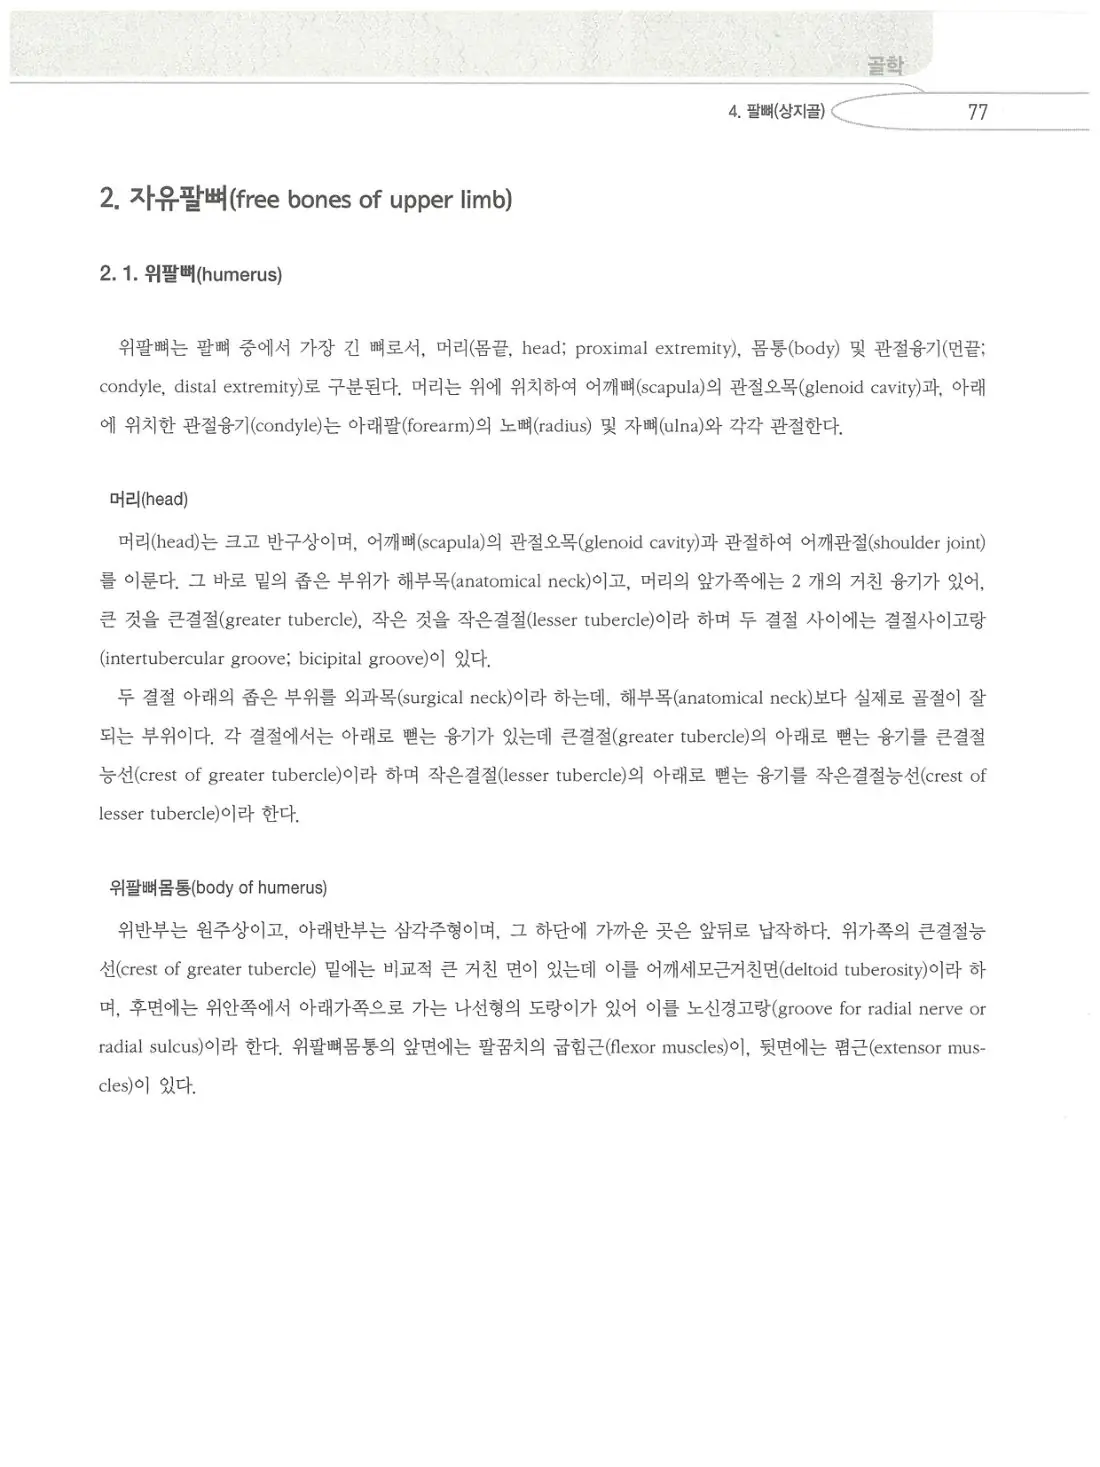 골학
4. 팔뼈(상지골)
77
2. 자유팔뼈(free bones of upper limb)
2. 1. 위팔뼈(humerus)
위팔뼈는 팔뼈 중에서 가장 긴 뼈로서, 머리(몸끝, head; proximal extremity), 몸통(body) 및 관절융기(먼끝;
condyle, distal extremity)로 구분된다. 머리는 위에 위치하여 어깨뼈(scapula)의 관절오목(glenoid cavity)과, 아래
에 위치한 관절융기(condyle)는 아래팔(forearm)의 노뼈(radius) 및 자뼈(ulna)와 각각 관절한다.
머리(head)
머리(head)는 크고 반구상이며, 어깨뼈(scapula)의 관절오목(glenoid cavity)과 관절하여 어깨관절(shoulder joint)
를 이룬다. 그 바로 밑의 좁은 부위가 해부목(anatomical neck)이고, 머리의 앞가쪽에는 2 개의 거친 융기가 있어,
큰 것을 큰결절(greater tubercle), 작은 것을 작은결절(lesser tubercle)이라 하며 두 결절 사이에는 결절사이고랑
(intertubercular groove; bicipital groove)이 있다.
두 결절 아래의 좁은 부위를 외과목(surgical neck)이라 하는데, 해부목(anatomical neck)보다 실제로 골절이 잘
되는 부위이다. 각 결절에서는 아래로 뻗는 융기가 있는데 큰결절(greater tubercle)의 아래로 뻗는 융기를 큰결절
능선(crest of greater tubercle)이라 하며 작은결절(lesser tubercle)의 아래로 뻗는 융기를 작은결절능선(crest of
lesser tubercle)이라 한다.
위팔뼈몸통(body of humerus)
위반부는 원주상이고, 아래반부는 삼각주형이며, 그 하단에 가까운 곳은 앞뒤로 납작하다. 위가쪽의 큰결절능
선(crest of greater tubercle) 밑에는 비교적 큰 거친 면이 있는데 이를 어깨세모근거친면(deltoid tuberosity)이라 하
며, 후면에는 위안쪽에서 아래가쪽으로 가는 나선형의 도랑이가 있어 이를 노신경고랑(groove for radial nerve or
radial sulcus)이라 한다. 위팔뼈몸통의 앞면에는 팔꿈치의 굽힘근(flexor muscles)이, 뒷면에는 폄근(extensor mus-
cles)이 있다.